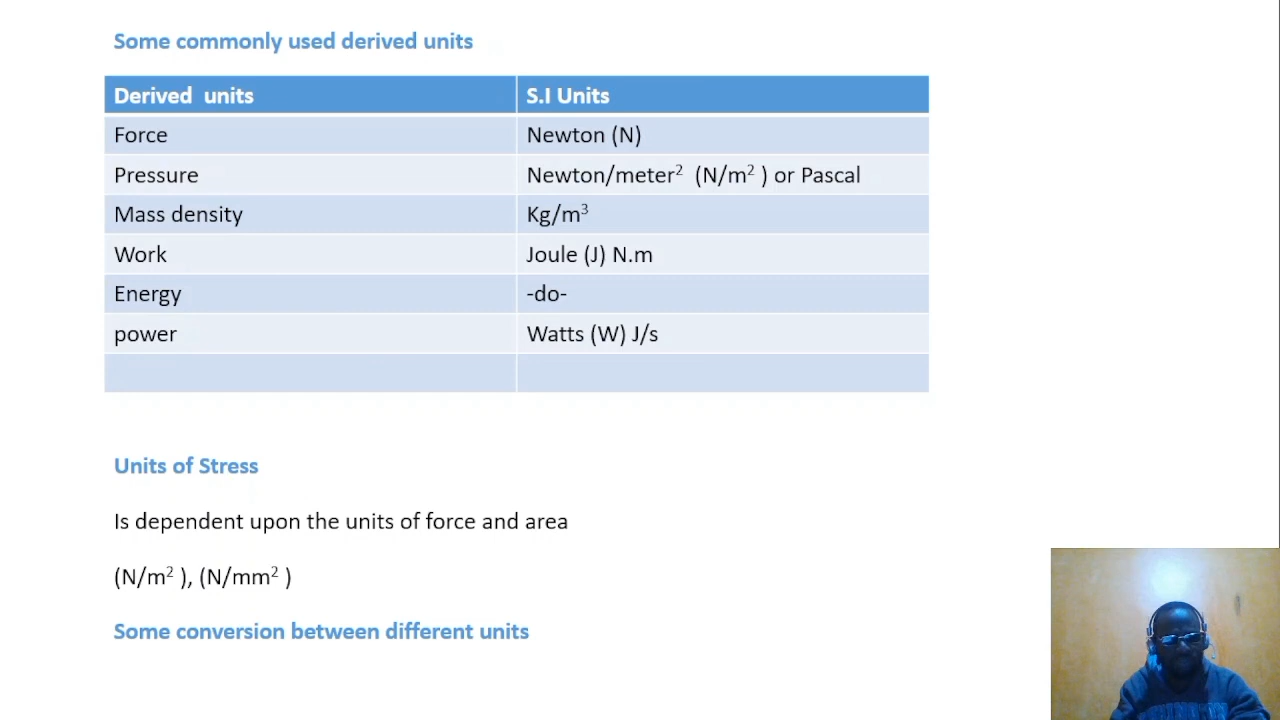 Some commonly used derived units
Derived units S.I Units
Force Newton (N)
Pressure Newton/meter² (N/m² ) or Pascal
Mass density Kg/m³
Work Joule (J) N.m
Energy -do-
power Watts (W) J/s
Units of Stress
Is dependent upon the units of force and area
(N/m² ), (N/mm² )
Some conversion between different units